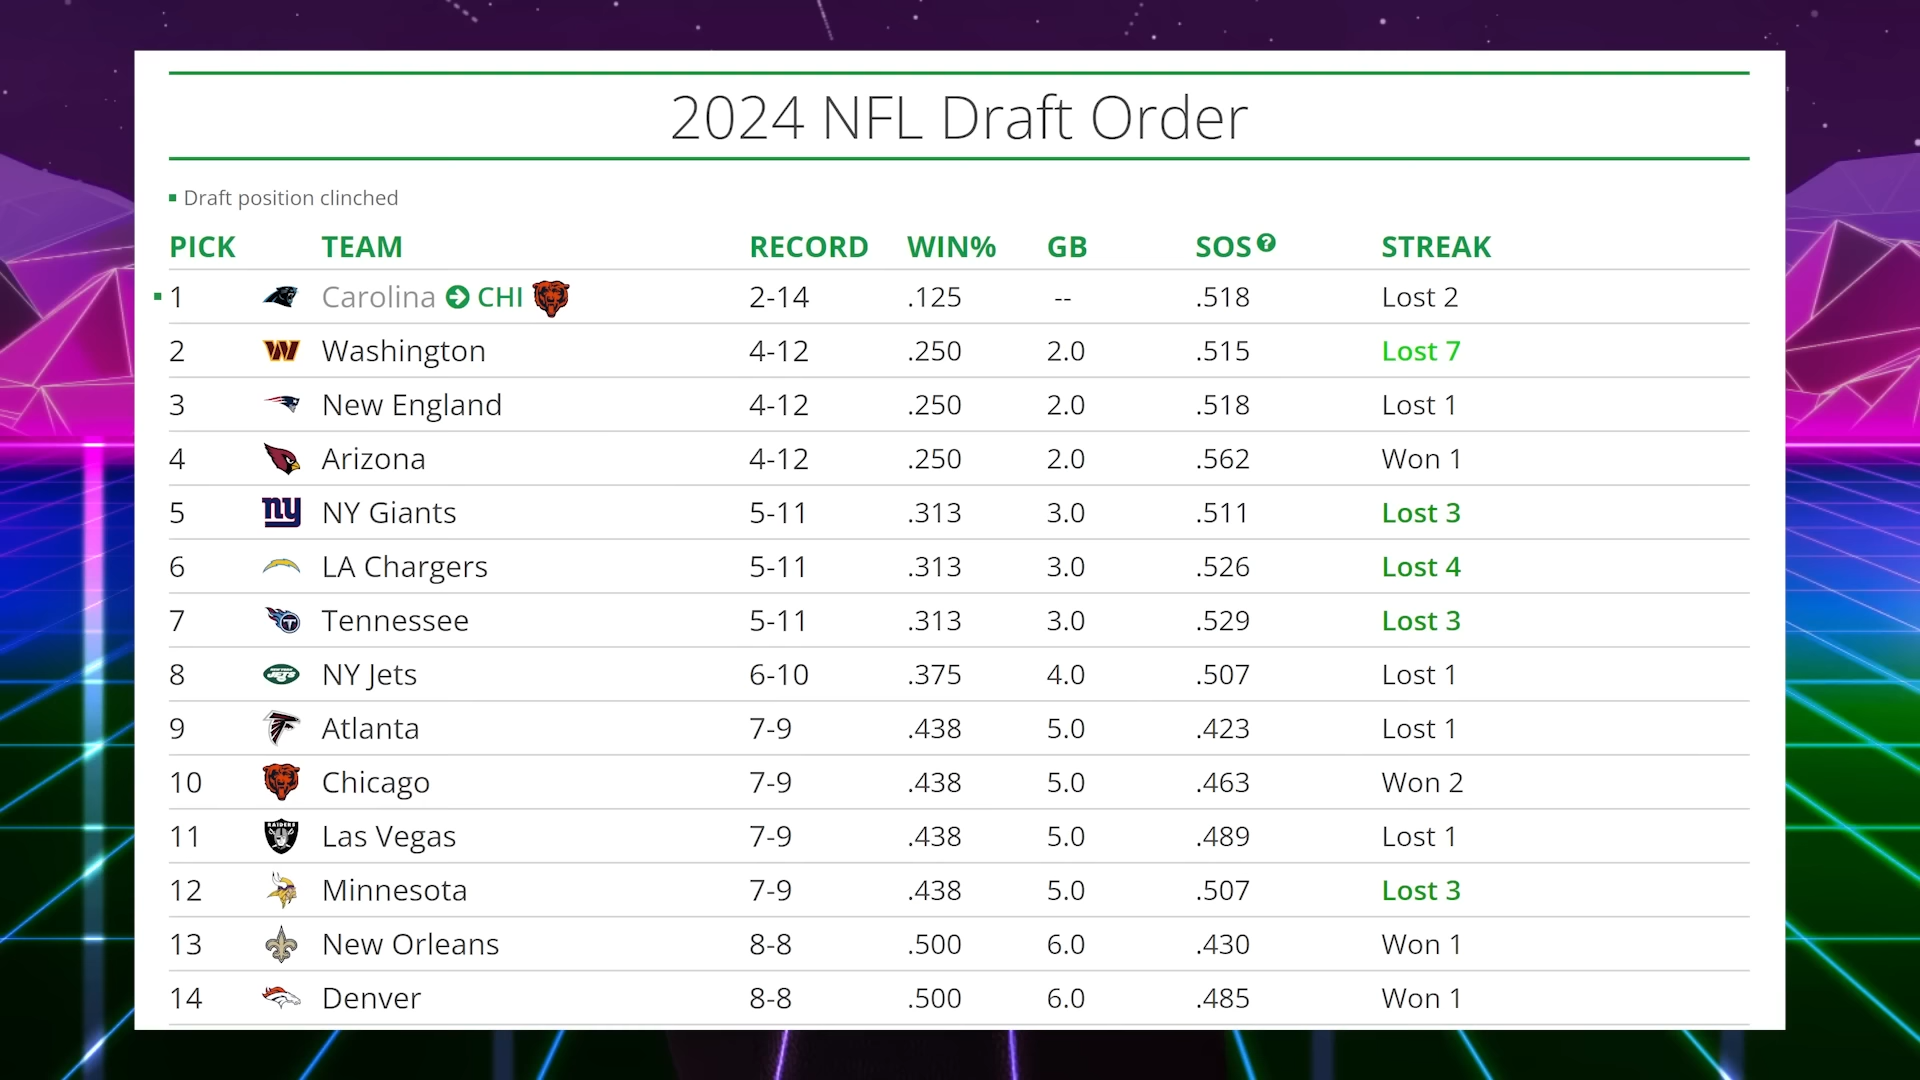 2024 NFL Draft Order
Draft position clinched
PICK TEAM RECORD WIN% GB SOS ? STREAK
1 Carolina CHI 2-14 .125 -- .518 Lost 2
2 W Washington 4-12 .250 2.0 .515 Lost 7
3 New England 4-12 .250 2.0 .518 Lost 1
4 Arizona 4-12 .250 2.0 .562 Won 1
5 ny NY Giants 5-11 .313 3.0 .511 Lost 3
6 LA Chargers 5-11 .313 3.0 .526 Lost 4
7 T Tennessee 5-11 .313 3.0 .529 Lost 3
8 JETS NY Jets 6-10 .375 4.0 .507 Lost 1
9 Atlanta 7-9 .438 5.0 .423 Lost 1
10 Chicago 7-9 .438 5.0 .463 Won 2
11 RAIDERS Las Vegas 7-9 .438 5.0 .489 Lost 1
12 Minnesota 7-9 .438 5.0 .507 Lost 3
13 New Orleans 8-8 .500 6.0 .430 Won 1
14 Denver 8-8 .500 6.0 .485 Won 1